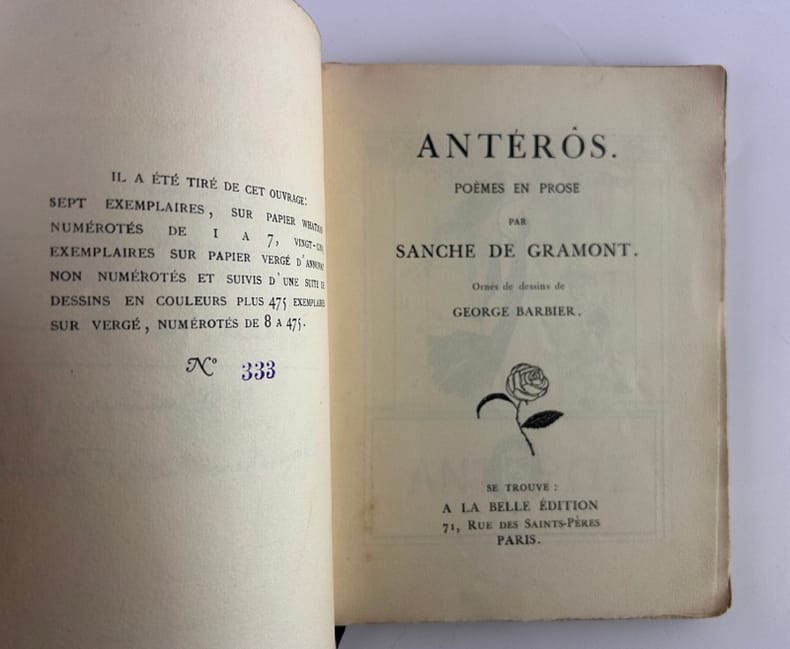 IL A ÉTÉ TIRÉ DE CET OUVRAGE:
SEPT EXEMPLAIRES, SUR PAPIER
NUMÉROTÉS DE I A 7, VINGT-
EXEMPLAIRES SUR PAPIER VERGÉ
NON NUMÉROTÉS ET SUIVIS D'UNE SUITE
DESSINS EN COULEURS PLUS 475 EXEMPLAIRES
SUR VERGÉ, NUMÉROTÉS DE 8 A 475.
Nº 333
ANTÉRÔS.
POÈMES EN PROSE
PAR
SANCHE DE GRAMONT.
Ornés de dessins de
GEORGE BARBIER.
SE TROUVE :
A LA BELLE ÉDITION
71, RUE DES SAINTS-PÈRES
PARIS.